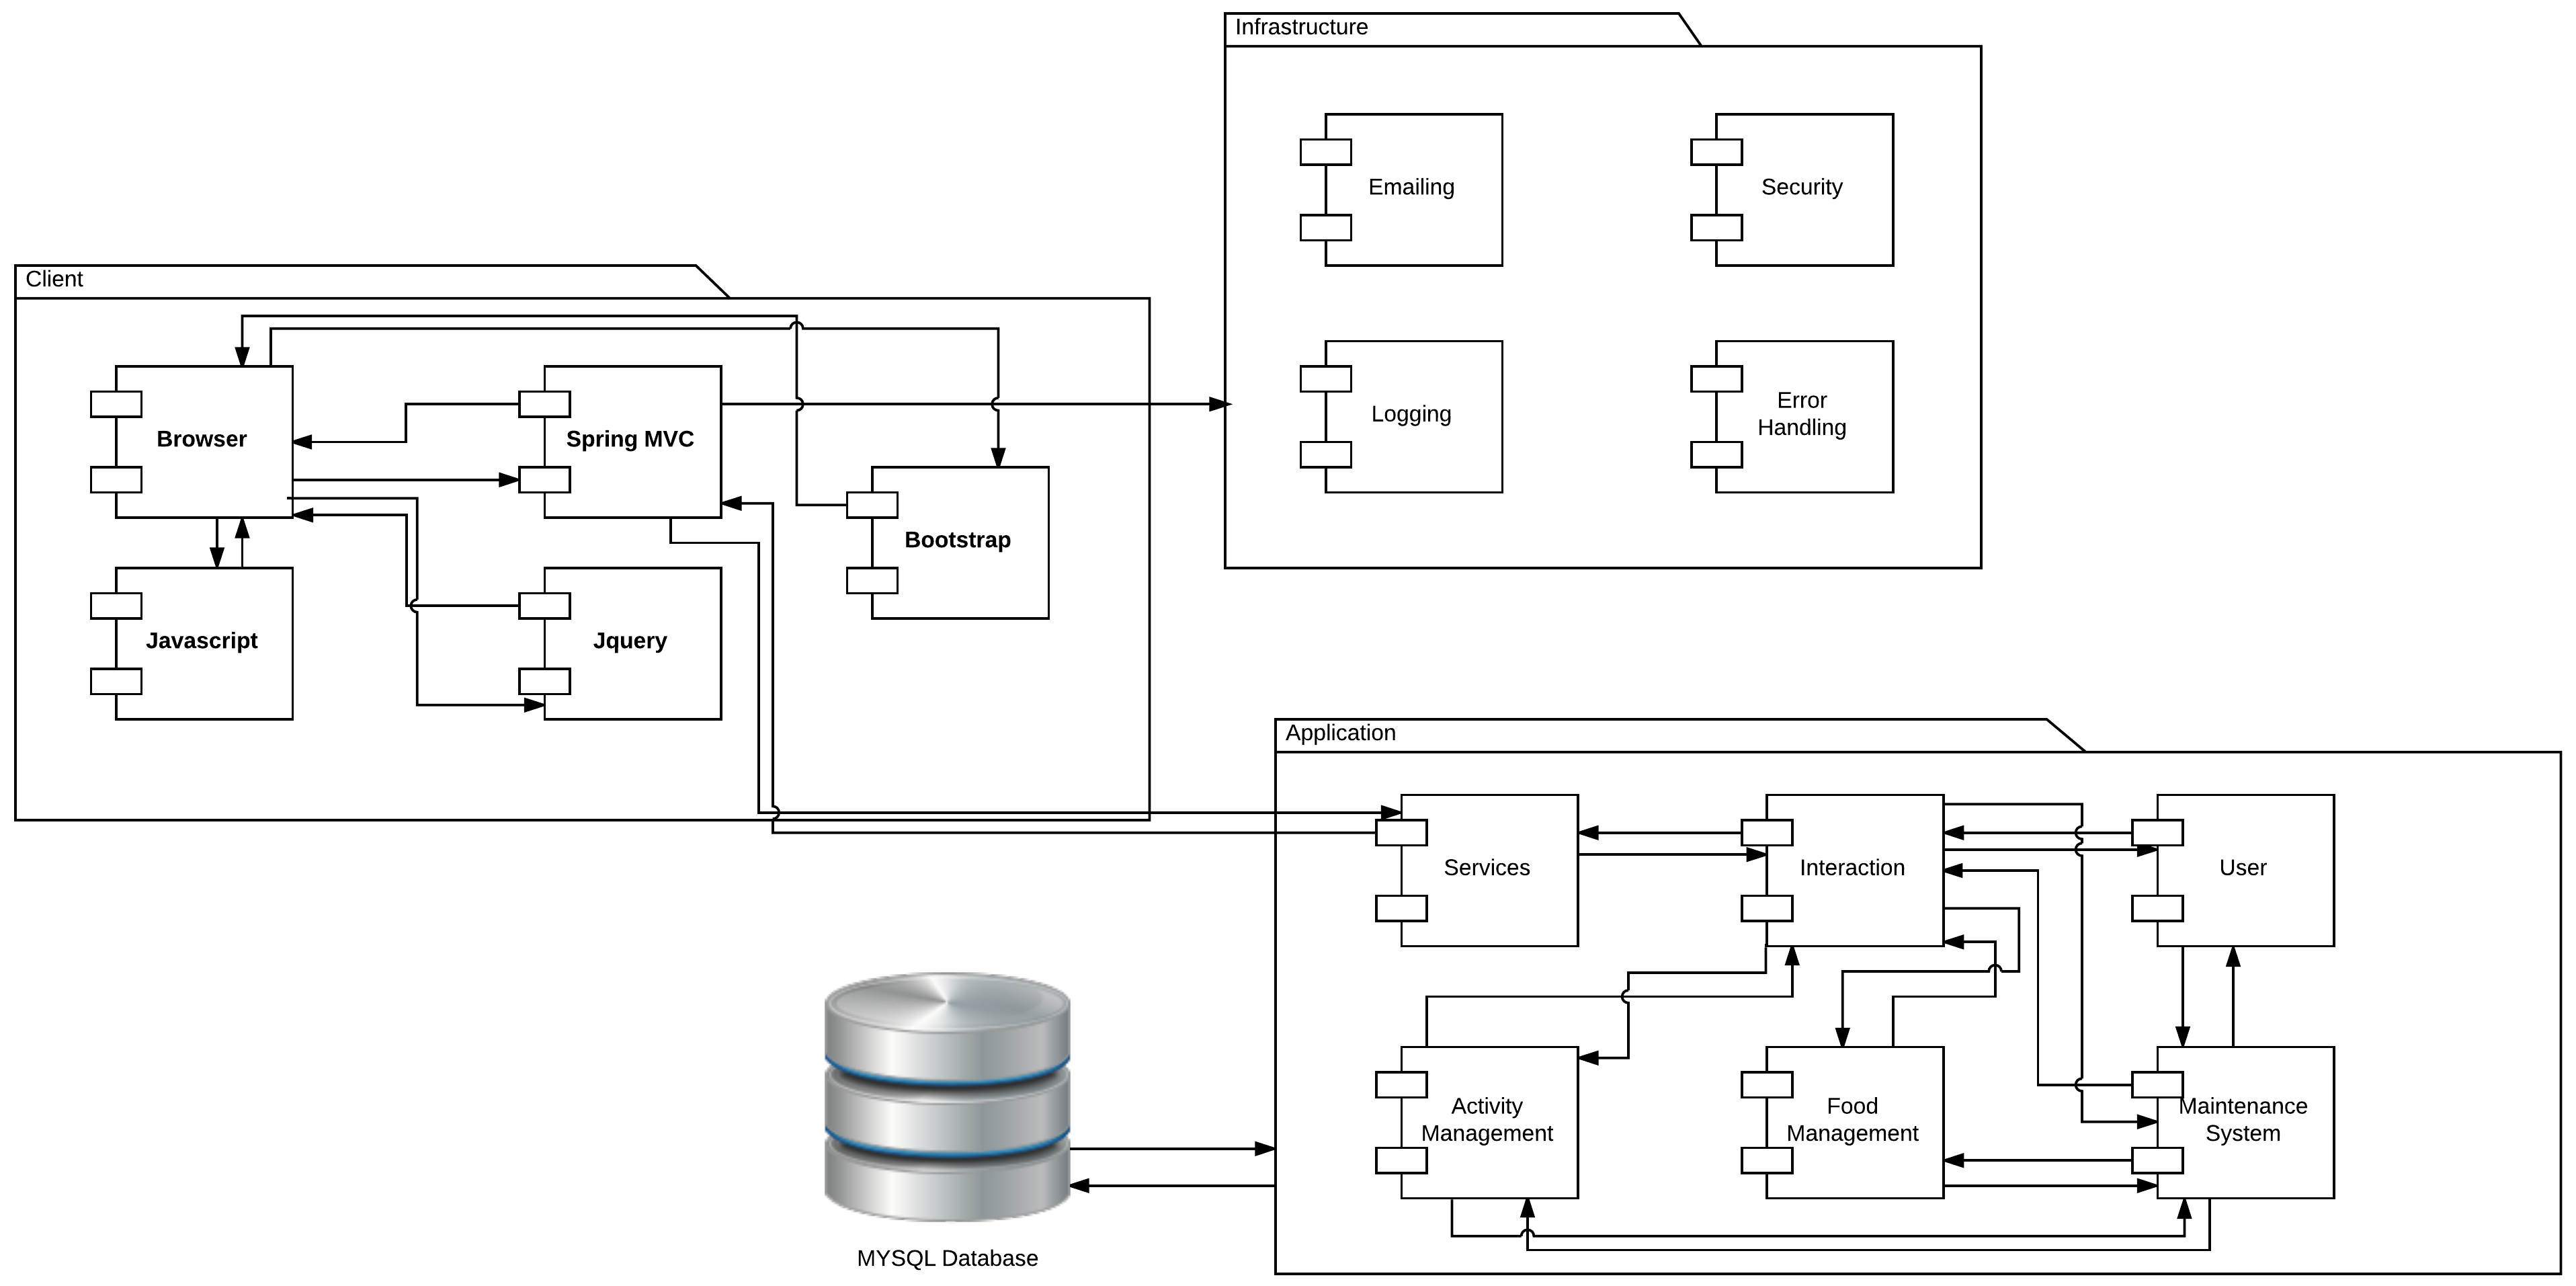 Infrastructure
Emailing
Security
Client
Logging
Error
Handling
Browser
Spring MVC
Bootstrap
Javascript
Jquery
Application
Services
Interaction
User
Activity
Management
Food
Management
Maintenance
System
MYSQL Database